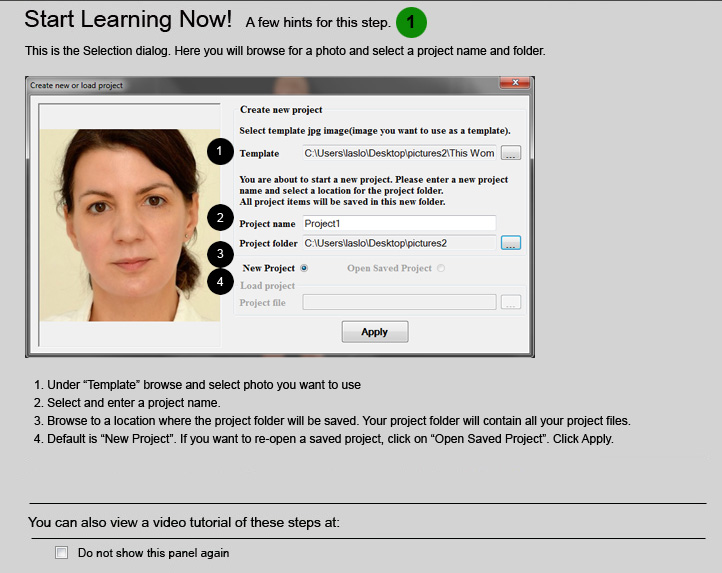 Start Learning Now! A few hints for this step. 1
This is the Selection dialog. Here you will browse for a photo and select a project name and folder.
Create new or load project
x
Create new project
Select template jpg image(image you want to use as a template).
1 Template C:\Users\laslo\Desktop\pictures2\This Wom ...
You are about to start a new project. Please enter a new project
name and select a location for the project folder.
All project items will be saved in this new folder.
2 Project name Project1
Project folder C:\Users\laslo\Desktop\pictures2 ...
3
New Project Open Saved Project
4
Load project
Project file ...
Apply
1. Under “Template” browse and select photo you want to use
2. Select and enter a project name.
3. Browse to a location where the project folder will be saved. Your project folder will contain all your project files.
4. Default is “New Project”. If you want to re-open a saved project, click on “Open Saved Project”. Click Apply.
You can also view a video tutorial of these steps at:
Do not show this panel again